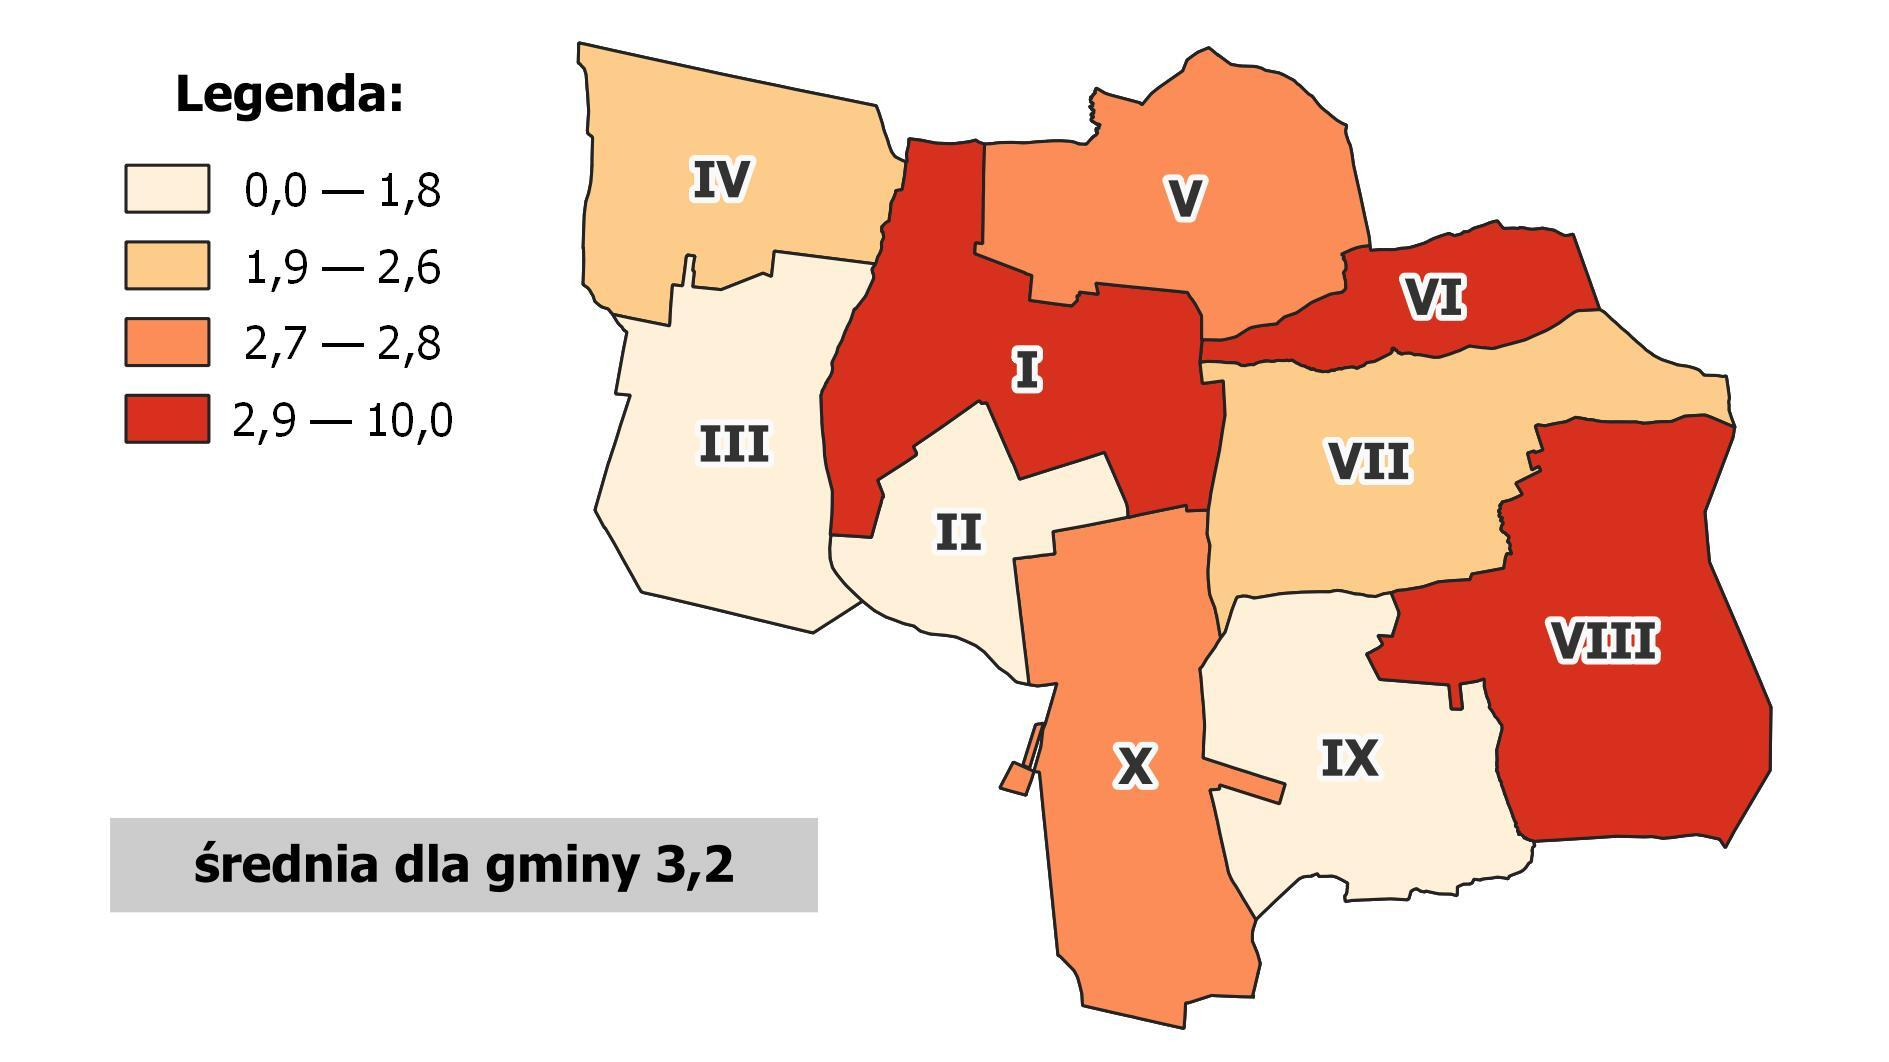 Legenda:
0,0 — 1,8
1,9 — 2,6
2,7 — 2,8
2,9 — 10,0
IV
V
VI
I
III
VII
II
VIII
IX
X
średnia dla gminy 3,2